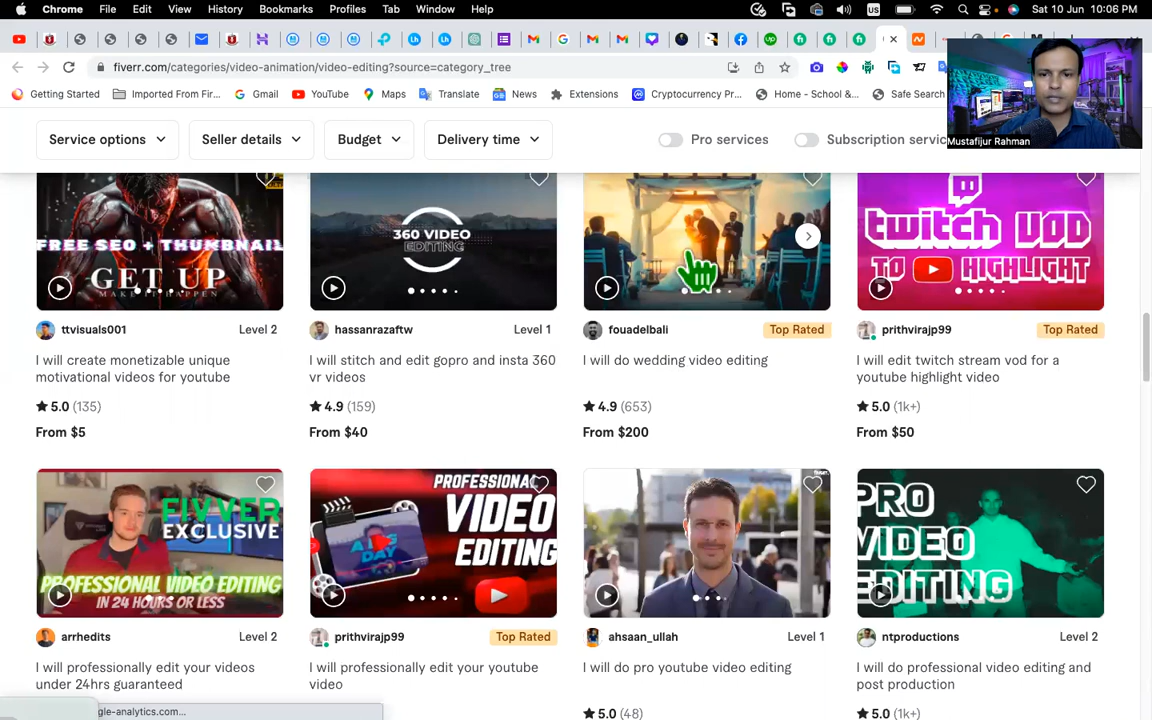 Chrome File Edit View History Bookmarks Profiles Tab Window Help
US
Sat 10 Jun 10:06 PM
fiverr.com/categories/video-animation/video-editing?source=category_tree
Getting Started
Imported From Fir...
Gmail
YouTube
Maps
Translate
News
Extensions
Cryptocurrency Pr...
Home - School &...
Safe Search
Mustafijur Rahman
Service options
Seller details
Budget
Delivery time
Pro services
Subscription servic
FREE SEO + THUMBNAIL
GET UP
MAKE IT HAPPEN
360 VIDEO
EDITING
twitch VOD
TO HIGHLIGHT
ttvisuals001 Level 2
hassanrazaftw Level 1
fouadelbali Top Rated
prithvirajp99 Top Rated
I will create monetizable unique
motivational videos for youtube
I will stitch and edit gopro and insta 360
vr videos
I will do wedding video editing
I will edit twitch stream vod for a
youtube highlight video
5.0 (135)
4.9 (159)
4.9 (653)
5.0 (1k+)
From $5
From $40
From $200
From $50
FIVVER
EXCLUSIVE
PROFESSIONAL VIDEO EDITING
IN 24 HOURS OR LESS
PROFESSIONAL
VIDEO
EDITING
PRO
VIDEO
EDITING
arrhedits Level 2
prithvirajp99 Top Rated
ahsaan_ullah Level 1
ntproductions Level 2
I will professionally edit your videos
under 24hrs guaranteed
I will professionally edit your youtube
video
I will do pro youtube video editing
I will do professional video editing and
post production
5.0 (48)
5.0 (1k+)
gle-analytics.com...